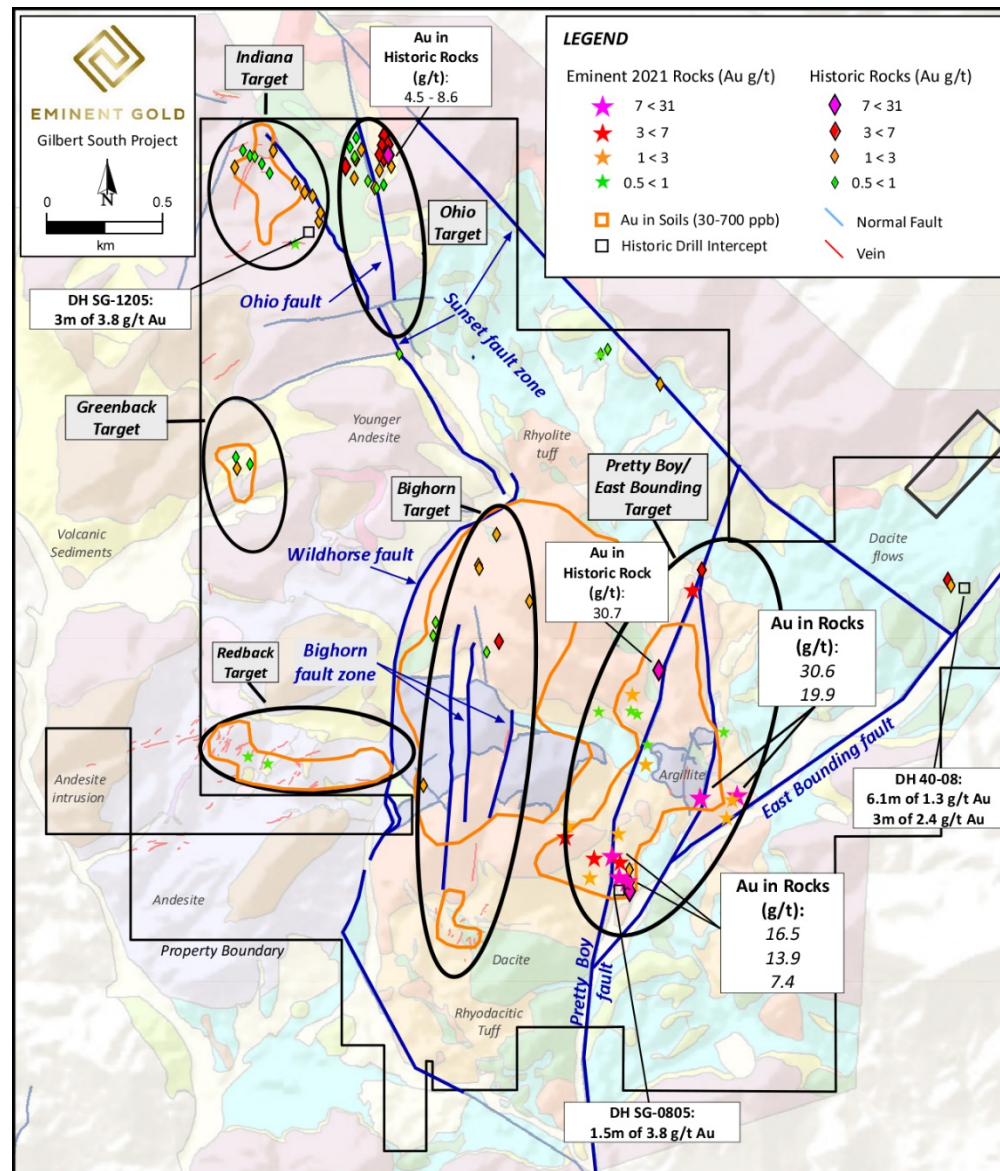 EMINENT GOLD
Gilbert South Project
N
0
0.5
km
Indiana
Target
Au in
Historic Rocks
(g/t):
4.5 - 8.6
LEGEND
Eminent 2021 Rocks (Au g/t)
7 < 31
3 < 7
1 < 3
0.5 < 1
Historic Rocks (Au g/t)
7 < 31
3 < 7
1 < 3
0.5 < 1
Au in Soils (30-700 ppb)
Historic Drill Intercept
Normal Fault
Vein
Ohio
Target
DH SG-1205:
3m of 3.8 g/t Au
Ohio fault
Sunset fault zone
Greenback
Target
Younger
Andesite
Rhyolite
tuff
Bighorn
Target
Pretty Boy/
East Bounding
Target
Volcanic
Sediments
Wildhorse fault
Dacite
flows
Au in
Historic Rock
(g/t):
30.7
Au in Rocks
(g/t):
30.6
19.9
Redback
Target
Bighorn
fault zone
Andesite
intrusion
Argillite
East Bounding fault
DH 40-08:
6.1m of 1.3 g/t Au
3m of 2.4 g/t Au
Andesite
Property Boundary
Dacite
Au in Rocks
(g/t):
16.5
13.9
7.4
Pretty Boy
fault
Rhyodacitic
Tuff
DH SG-0805:
1.5m of 3.8 g/t Au